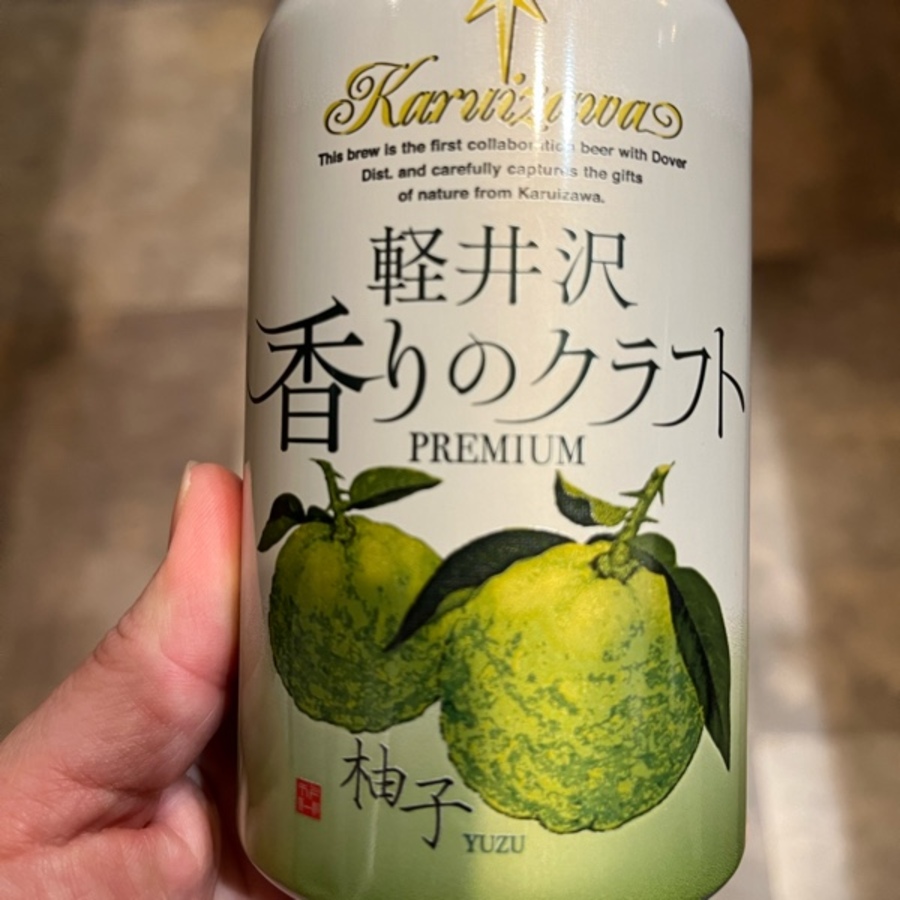 Karuizawa
This brew is the first collaboration beer with Dover
Dist. and carefully captures the gifts
of nature from Karuizawa.
軽井沢
香りのクラフト
PREMIUM
柚子
YUZU